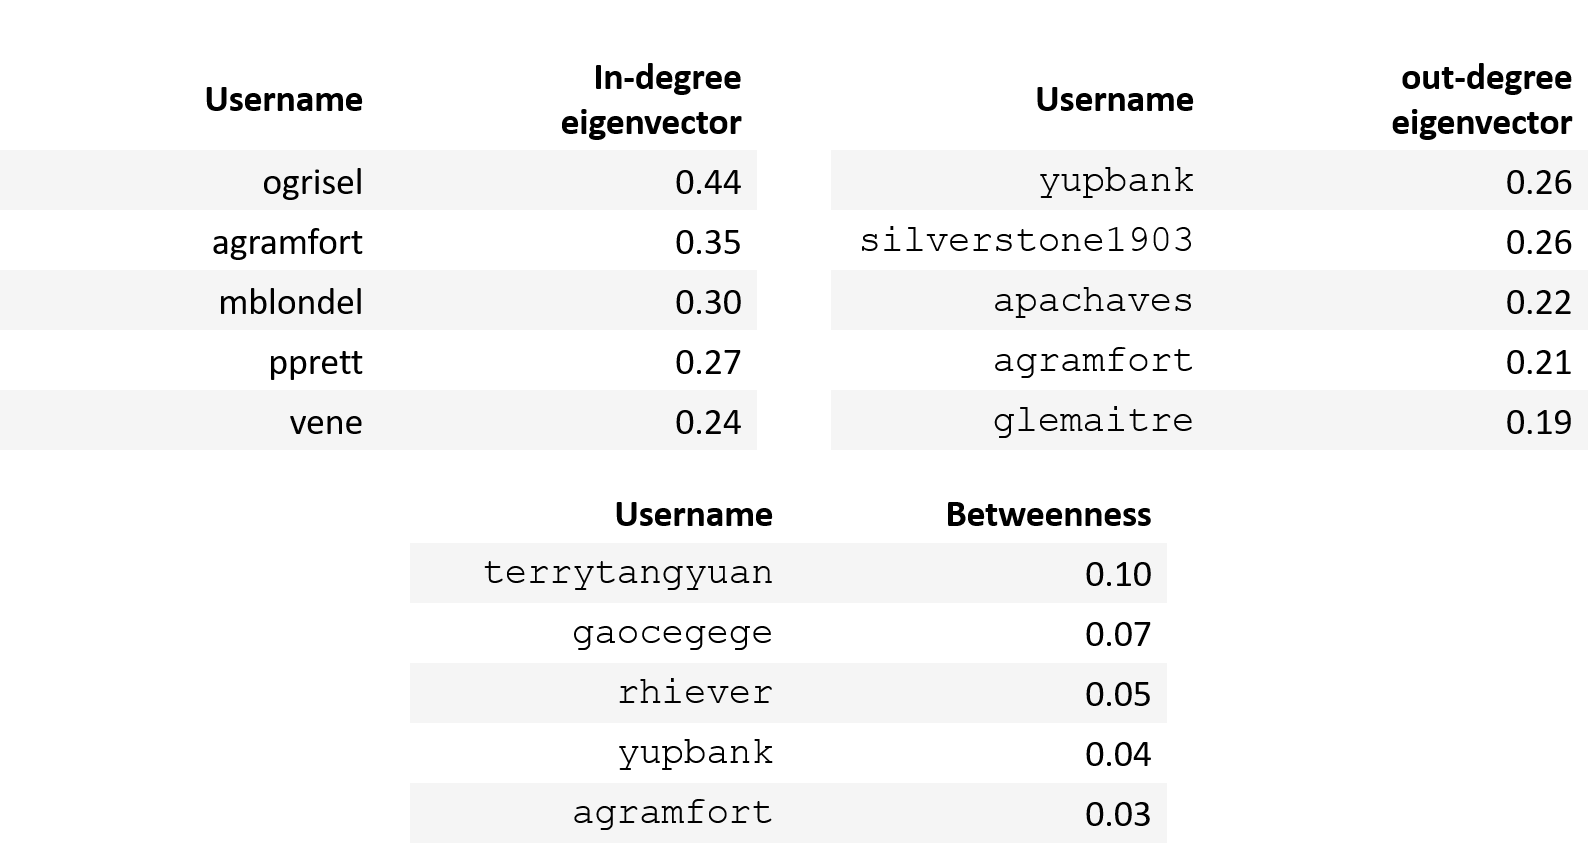 Username In-degree eigenvector
ogrisel 0.44
agramfort 0.35
mblondel 0.30
pprett 0.27
vene 0.24
Username out-degree eigenvector
yupbank 0.26
silverstone1903 0.26
apachaves 0.22
agramfort 0.21
glemaitre 0.19
Username Betweenness
terrytangyuan 0.10
gaocegege 0.07
rhiever 0.05
yupbank 0.04
agramfort 0.03